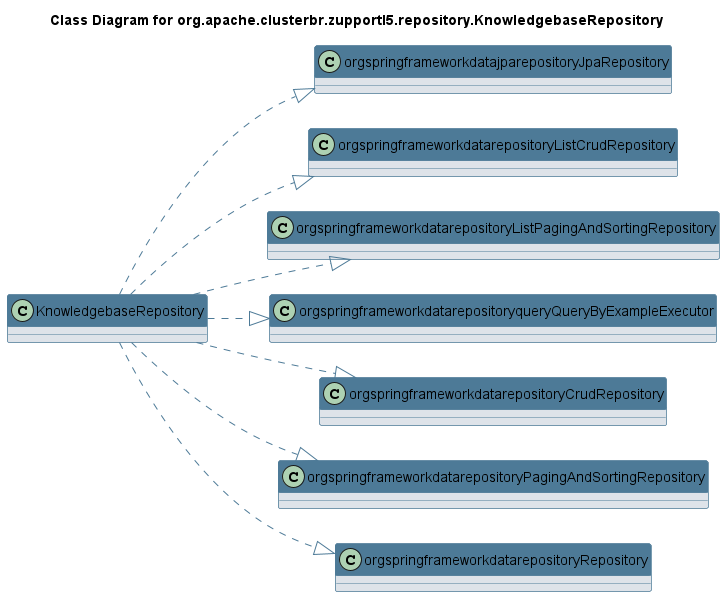 Class Diagram for org.apache.clusterbr.zupportl5.repository.KnowledgebaseRepository
C orgspringframeworkdatajparepositoryJpaRepository
C orgspringframeworkdatarepositoryListCrudRepository
C orgspringframeworkdatarepositoryListPagingAndSortingRepository
C KnowledgebaseRepository
C orgspringframeworkdatarepositoryqueryQueryByExampleExecutor
C orgspringframeworkdatarepositoryCrudRepository
C orgspringframeworkdatarepositoryPagingAndSortingRepository
C orgspringframeworkdatarepositoryRepository